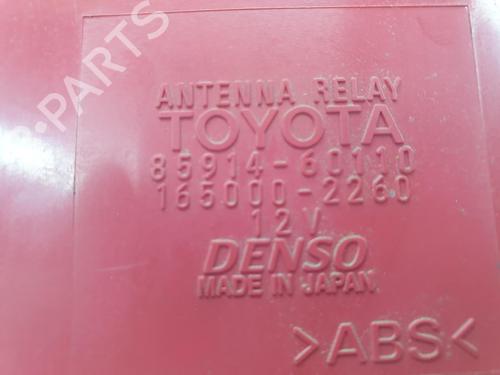 ANTENNA RELAY
TOYOTA
85914-60110
165000-2260
12V
DENSO
MADE IN JAPAN
>ABS<
B-PARTS